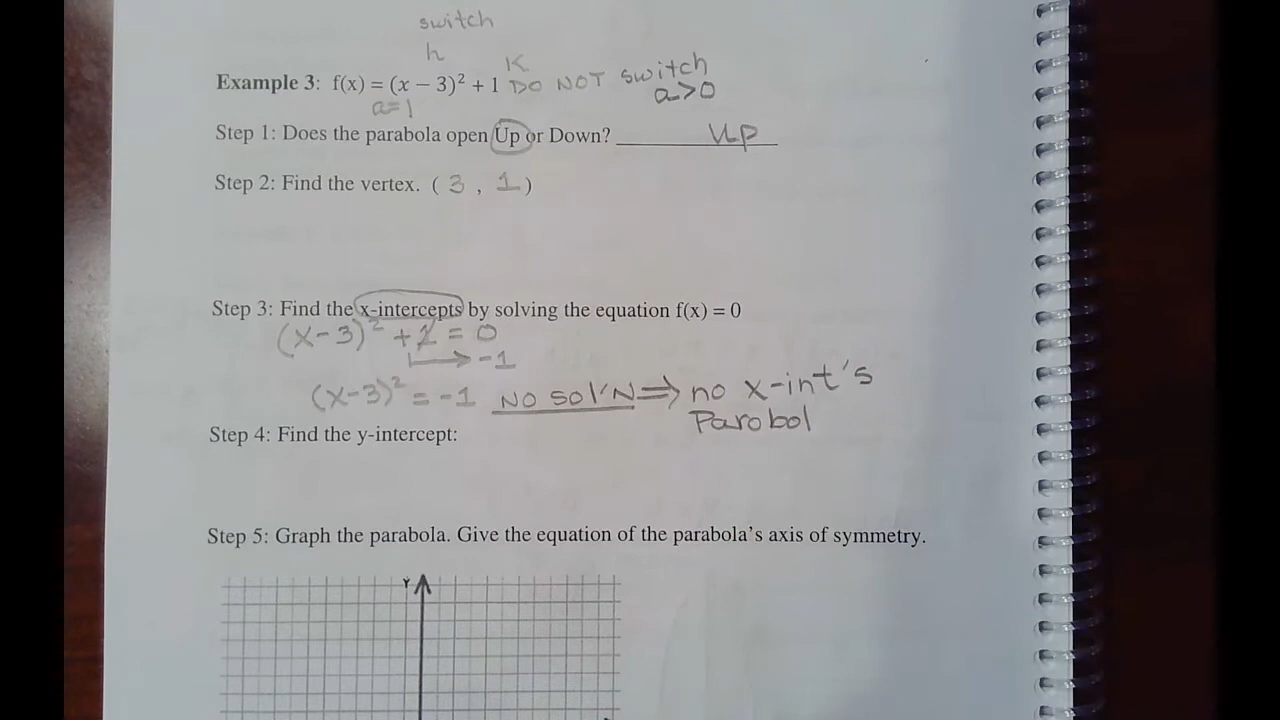 switch
h
K
Example 3: f(x) = (x − 3)² + 1 DO NOT switch
a=1
a>0
Step 1: Does the parabola open Up or Down? UP
Step 2: Find the vertex. ( 3 , 1 )
Step 3: Find the x-intercepts by solving the equation f(x) = 0
(x-3)² + 1 = 0
→ -1
(x-3)² = -1 NO SOL'N ⇒ no x-int's
Parobol
Step 4: Find the y-intercept:
Step 5: Graph the parabola. Give the equation of the parabola's axis of symmetry.
Y